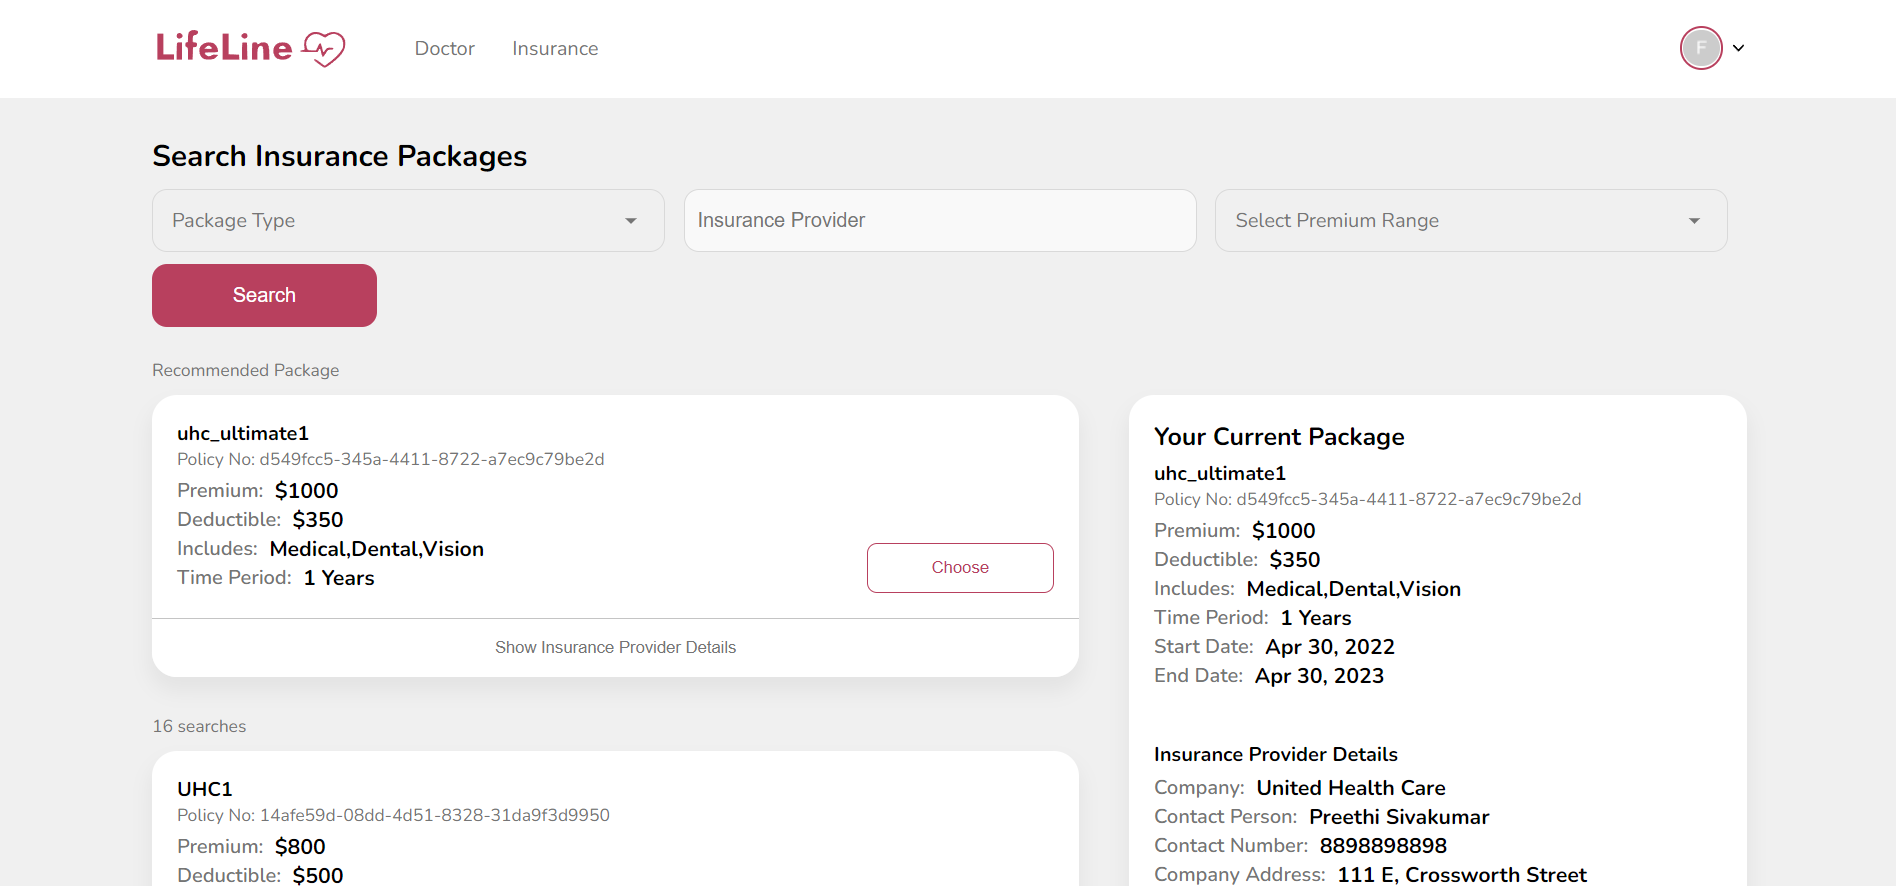 LifeLine
Doctor
Insurance
F
Search Insurance Packages
Package Type
Insurance Provider
Select Premium Range
Search
Recommended Package
uhc_ultimate1
Policy No: d549fcc5-345a-4411-8722-a7ec9c79be2d
Premium: $1000
Deductible: $350
Includes: Medical,Dental,Vision
Time Period: 1 Years
Choose
Show Insurance Provider Details
16 searches
UHC1
Policy No: 14afe59d-08dd-4d51-8328-31da9f3d9950
Premium: $800
Deductible: $500
Your Current Package
uhc_ultimate1
Policy No: d549fcc5-345a-4411-8722-a7ec9c79be2d
Premium: $1000
Deductible: $350
Includes: Medical,Dental,Vision
Time Period: 1 Years
Start Date: Apr 30, 2022
End Date: Apr 30, 2023
Insurance Provider Details
Company: United Health Care
Contact Person: Preethi Sivakumar
Contact Number: 8898898898
Company Address: 111 E, Crossworth Street